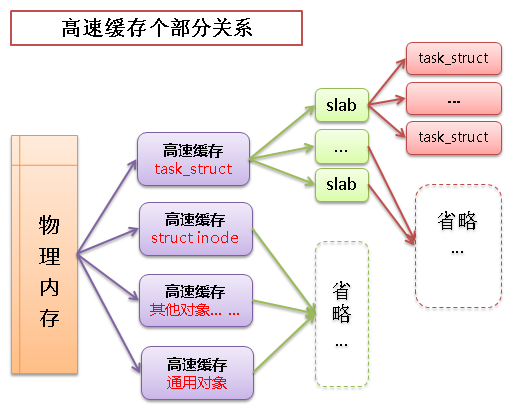 高速缓存个部分关系
物
理
内
存
高速缓存
task_struct
高速缓存
struct inode
高速缓存
其他对象... ...
高速缓存
通用对象
slab
...
slab
省
略
...
task_struct
...
task_struct
省略
...